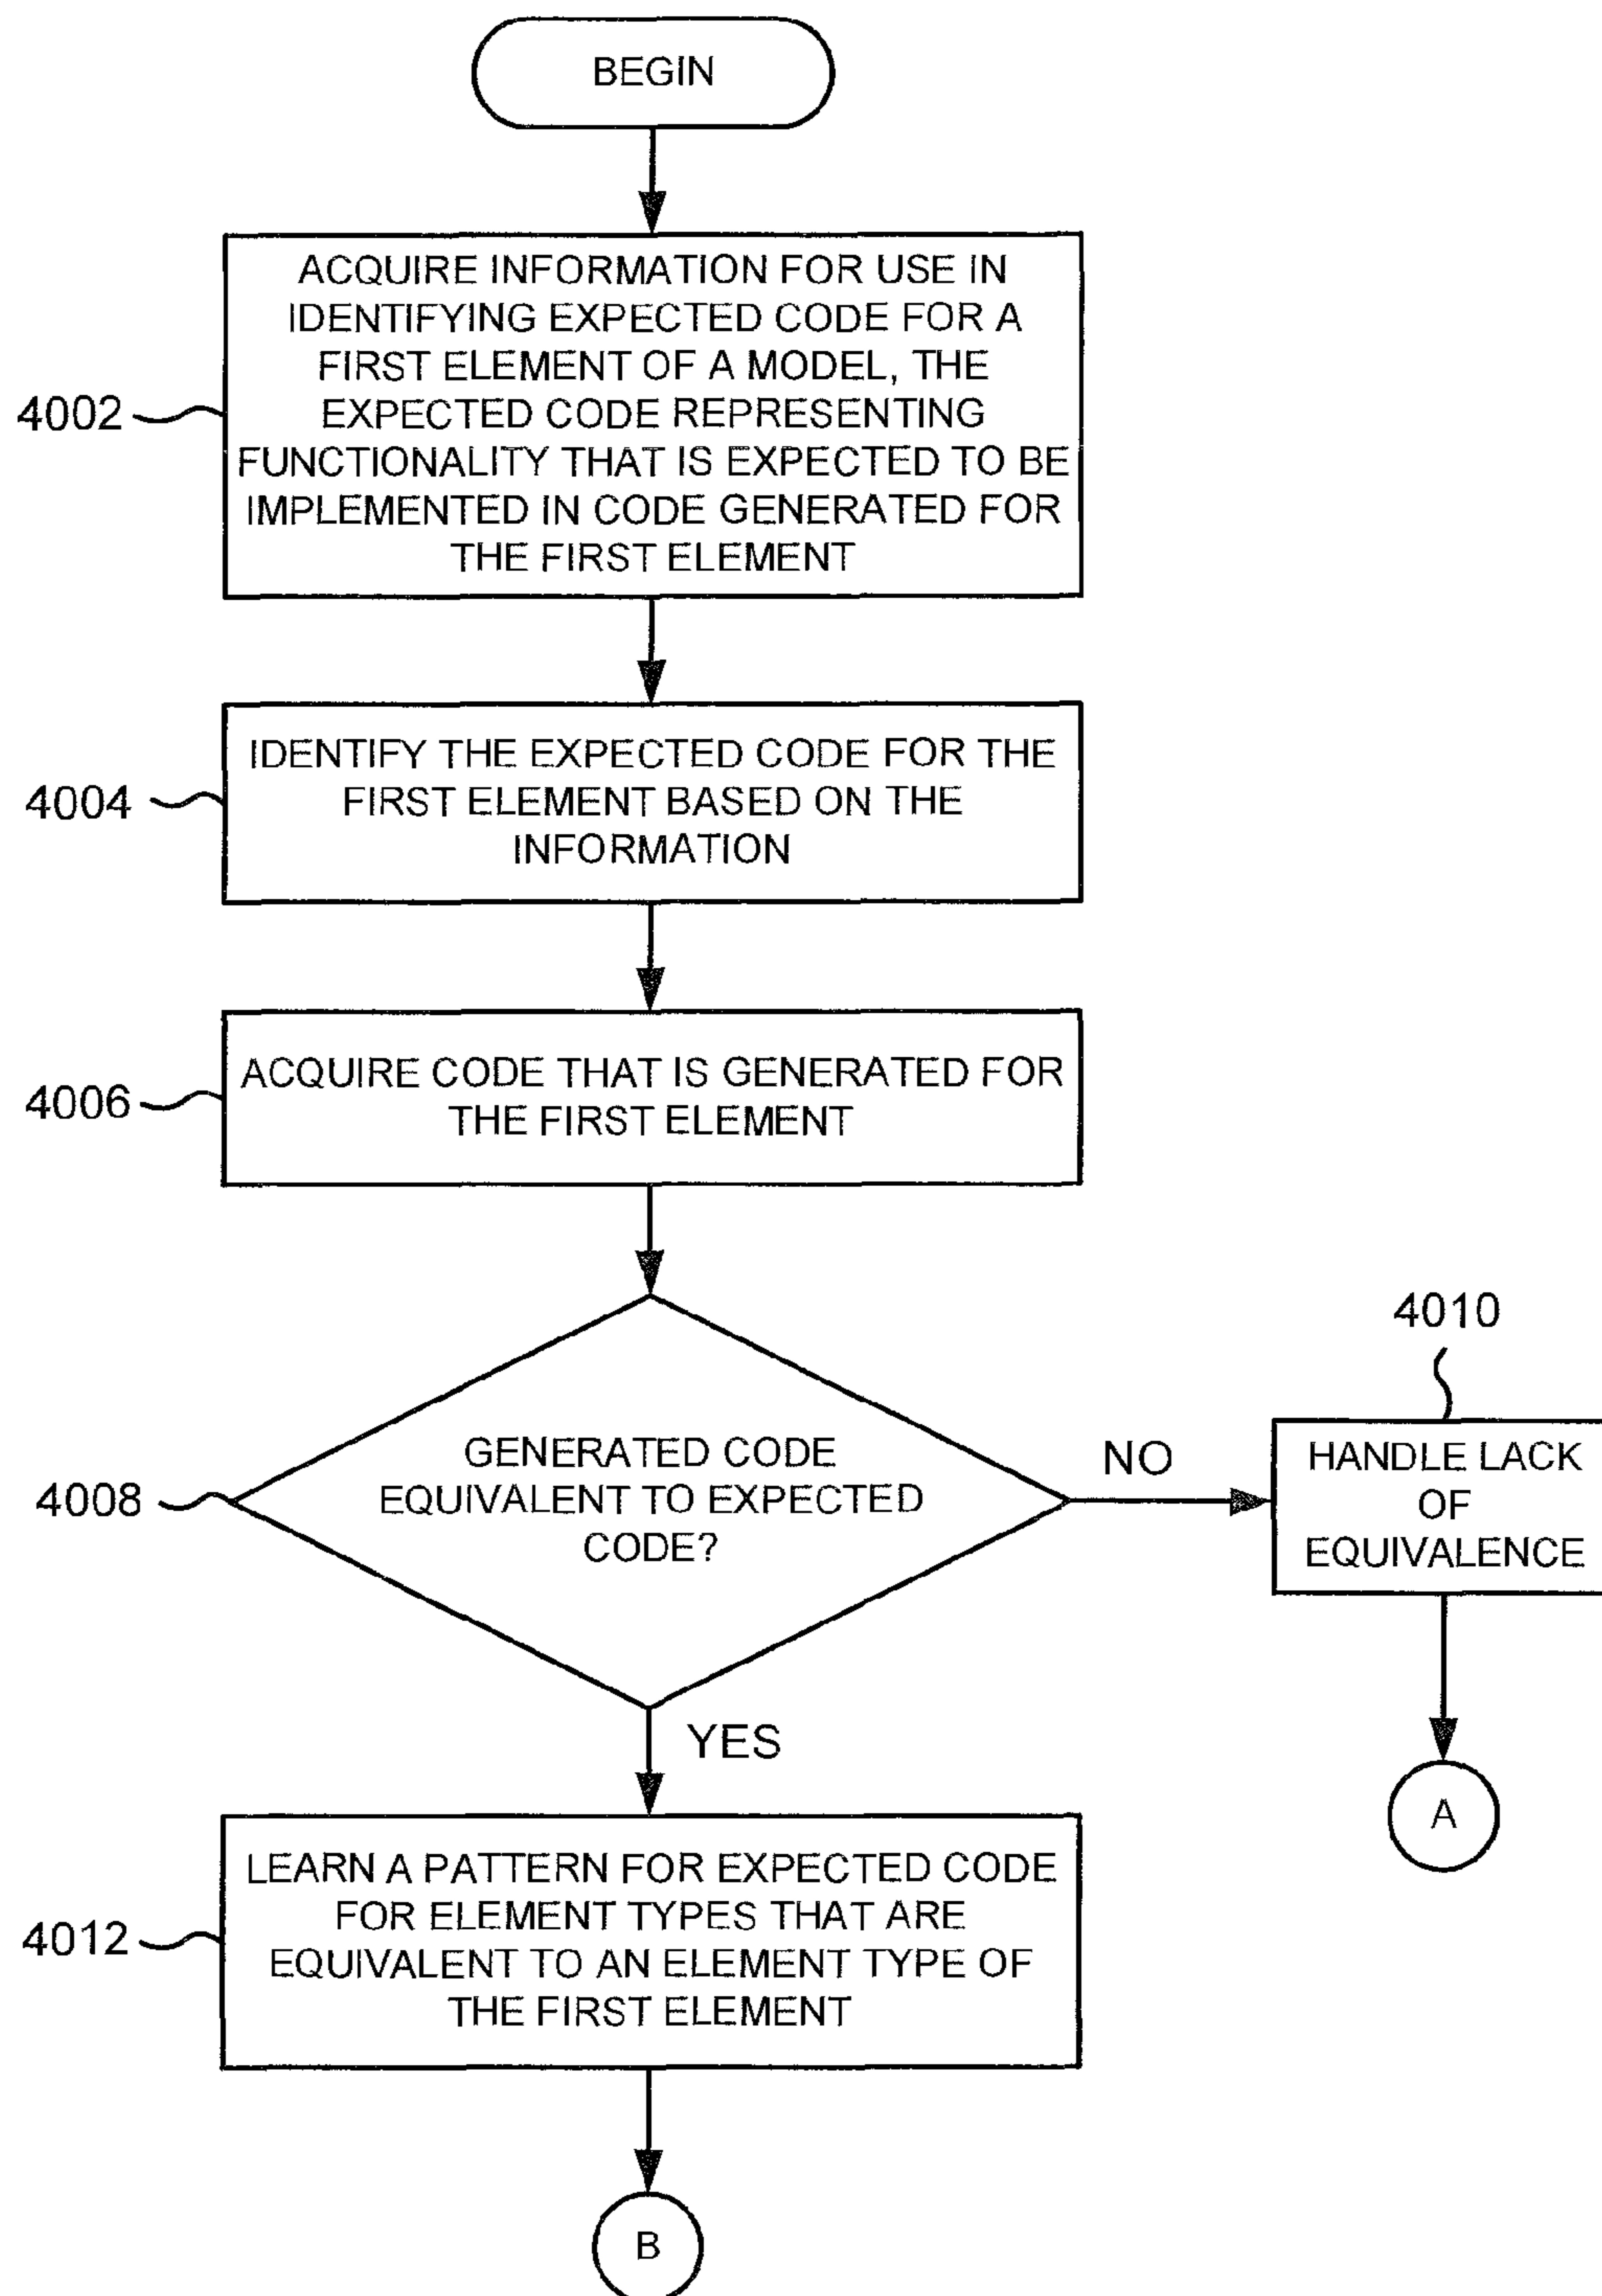 BEGIN
ACQUIRE INFORMATION FOR USE IN
IDENTIFYING EXPECTED CODE FOR A
FIRST ELEMENT OF A MODEL, THE
EXPECTED CODE REPRESENTING
FUNCTIONALITY THAT IS EXPECTED TO BE
IMPLEMENTED IN CODE GENERATED FOR
THE FIRST ELEMENT
4002
IDENTIFY THE EXPECTED CODE FOR THE
FIRST ELEMENT BASED ON THE
INFORMATION
4004
ACQUIRE CODE THAT IS GENERATED FOR
THE FIRST ELEMENT
4006
GENERATED CODE
EQUIVALENT TO EXPECTED
CODE?
4008
NO
4010
HANDLE LACK
OF
EQUIVALENCE
A
YES
LEARN A PATTERN FOR EXPECTED CODE
FOR ELEMENT TYPES THAT ARE
EQUIVALENT TO AN ELEMENT TYPE OF
THE FIRST ELEMENT
4012
B